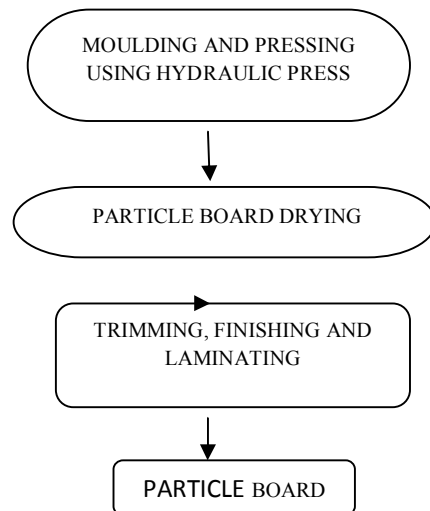 MOULDING AND PRESSING
USING HYDRAULIC PRESS
PARTICLE BOARD DRYING
TRIMMING, FINISHING AND
LAMINATING
PARTICLE BOARD